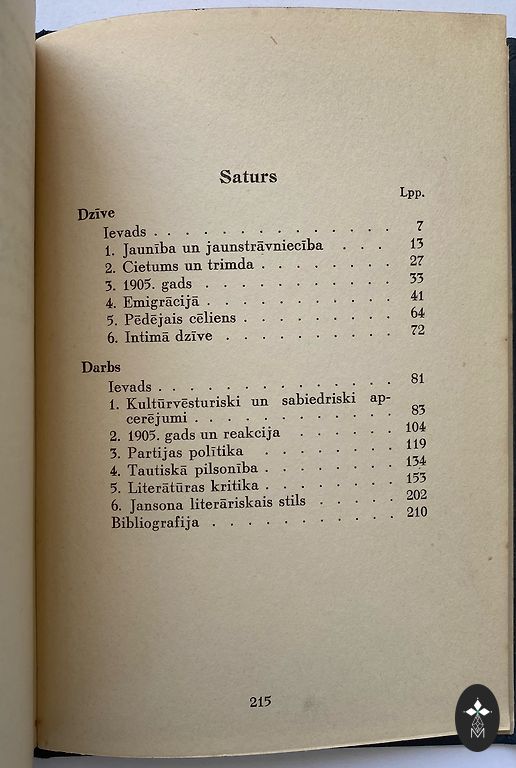 Saturs
Lpp.
Dzīve
Ievads . . . . . . . . . . . . . . 7
1. Jaunība un jaunstrāvniecība . . . 13
2. Cietums un trimda . . . . . . . . 27
3. 1905. gads . . . . . . . . . . . 33
4. Emigrācijā . . . . . . . . . . . 41
5. Pēdējais cēliens . . . . . . . . . 64
6. Intimā dzīve . . . . . . . . . . 72
Darbs
Ievads . . . . . . . . . . . . . . 81
1. Kultūrvēsturiski un sabiedriski ap-
cerējumi . . . . . . . . . . . . 83
2. 1905. gads un reakcija . . . . . . 104
3. Partijas polītika . . . . . . . . 119
4. Tautiskā pilsonība . . . . . . . . 134
5. Literātūras kritika . . . . . . . . 153
6. Jansona literāriskais stils . . . . . 202
Bibliografija . . . . . . . . . . . 210
215